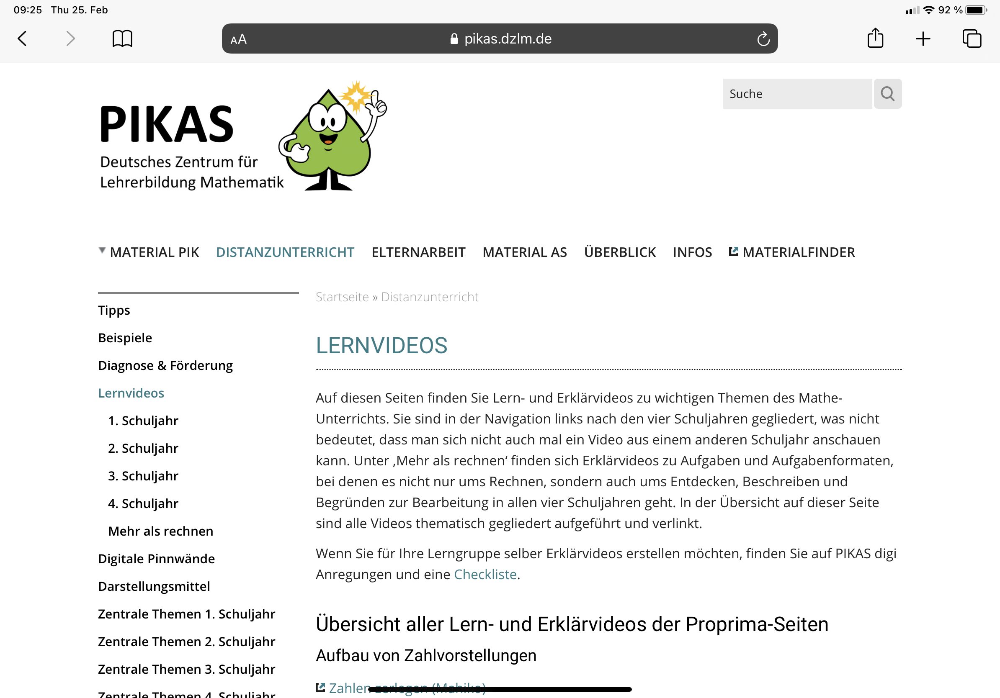 09:25 Thu 25. Feb
92 %
AA
pikas.dzlm.de
Suche
PIKAS
Deutsches Zentrum für
Lehrerbildung Mathematik
MATERIAL PIK DISTANZUNTERRICHT ELTERNARBEIT MATERIAL AS ÜBERBLICK INFOS MATERIALFINDER
Tipps
Beispiele
Diagnose & Förderung
Lernvideos
1. Schuljahr
2. Schuljahr
3. Schuljahr
4. Schuljahr
Mehr als rechnen
Digitale Pinnwände
Darstellungsmittel
Zentrale Themen 1. Schuljahr
Zentrale Themen 2. Schuljahr
Zentrale Themen 3. Schuljahr
Zentrale Themen 4. Schuljahr
Startseite » Distanzunterricht
LERNVIDEOS
Auf diesen Seiten finden Sie Lern- und Erklärvideos zu wichtigen Themen des Mathe-
Unterrichts. Sie sind in der Navigation links nach den vier Schuljahren gegliedert, was nicht
bedeutet, dass man sich nicht auch mal ein Video aus einem anderen Schuljahr anschauen
kann. Unter ‚Mehr als rechnen‘ finden sich Erklärvideos zu Aufgaben und Aufgabenformaten,
bei denen es nicht nur ums Rechnen, sondern auch ums Entdecken, Beschreiben und
Begründen zur Bearbeitung in allen vier Schuljahren geht. In der Übersicht auf dieser Seite
sind alle Videos thematisch gegliedert aufgeführt und verlinkt.
Wenn Sie für Ihre Lerngruppe selber Erklärvideos erstellen möchten, finden Sie auf PIKAS digi
Anregungen und eine Checkliste.
Übersicht aller Lern- und Erklärvideos der Proprima-Seiten
Aufbau von Zahlvorstellungen
Zahlen zerlegen (Mahiko)